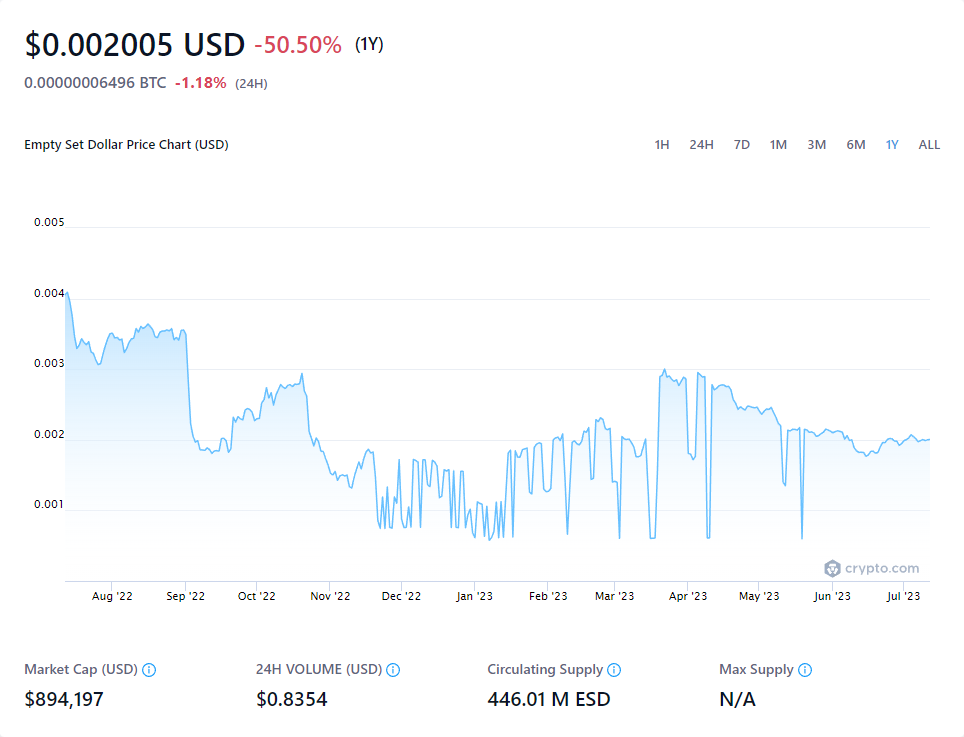 $0.002005 USD -50.50% (1Y)
0.00000006496 BTC -1.18% (24H)
Empty Set Dollar Price Chart (USD)
1H 24H 7D 1M 3M 6M 1Y ALL
0.005
0.004
0.003
0.002
0.001
crypto.com
Aug '22 Sep '22 Oct '22 Nov '22 Dec '22 Jan '23 Feb '23 Mar '23 Apr '23 May '23 Jun '23 Jul '23
Market Cap (USD) 24H VOLUME (USD) Circulating Supply Max Supply
$894,197 $0.8354 446.01 M ESD N/A